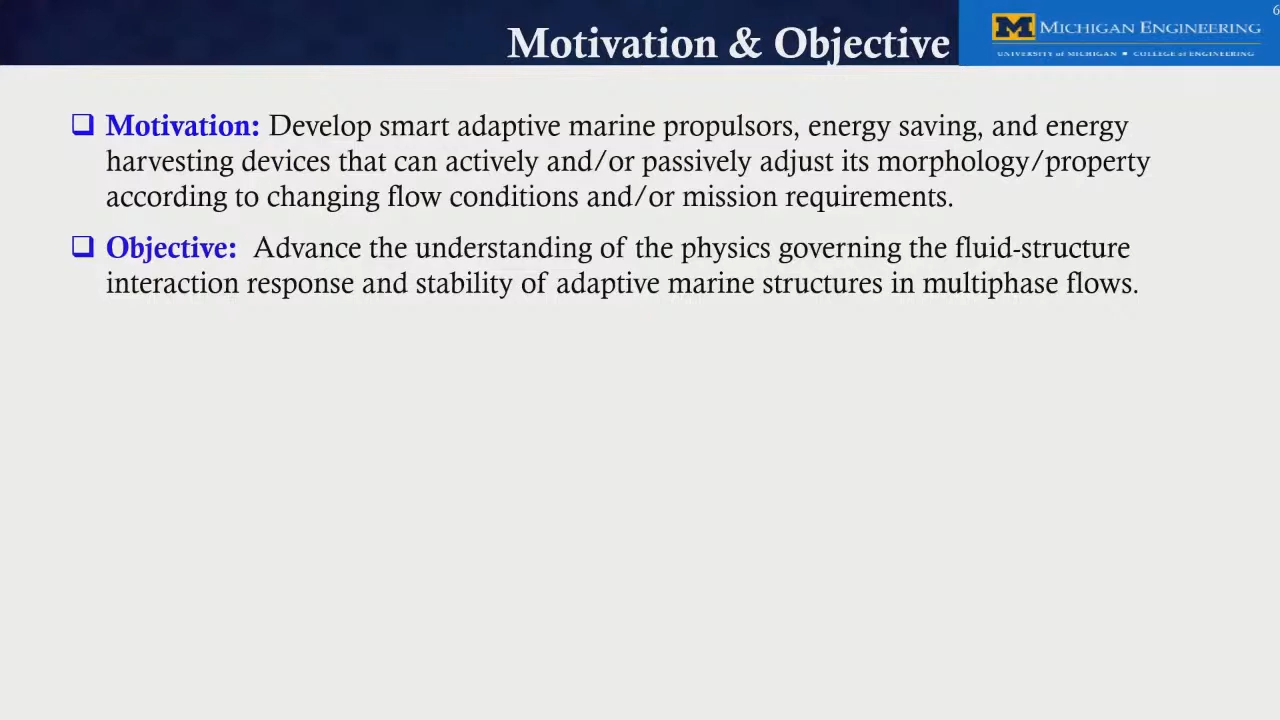 Motivation & Objective
MICHIGAN ENGINEERING
UNIVERSITY of MICHIGAN ■ COLLEGE of ENGINEERING
6
Motivation: Develop smart adaptive marine propulsors, energy saving, and energy
harvesting devices that can actively and/or passively adjust its morphology/property
according to changing flow conditions and/or mission requirements.
Objective: Advance the understanding of the physics governing the fluid-structure
interaction response and stability of adaptive marine structures in multiphase flows.